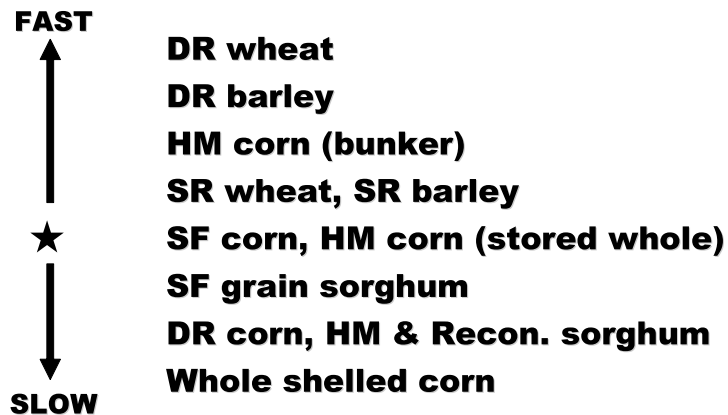 FAST
DR wheat
DR barley
HM corn (bunker)
SR wheat, SR barley
SF corn, HM corn (stored whole)
SF grain sorghum
DR corn, HM & Recon. sorghum
Whole shelled corn
SLOW